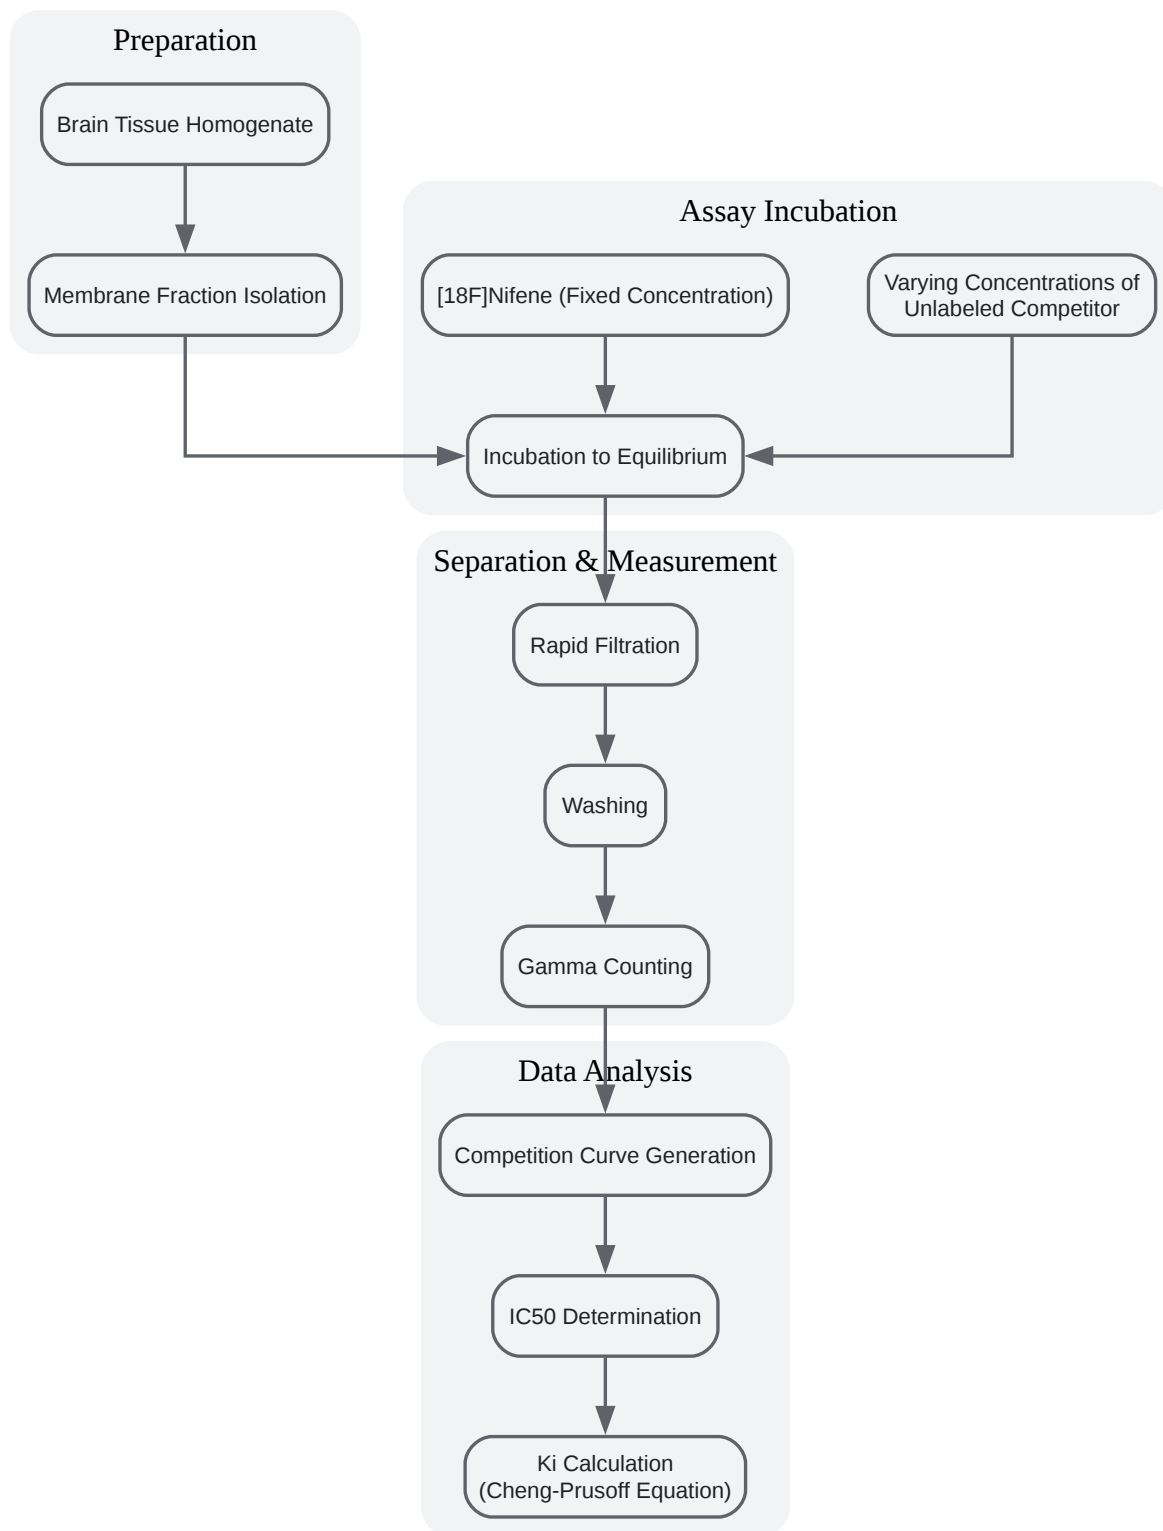 Preparation
Brain Tissue Homogenate
Membrane Fraction Isolation
Assay Incubation
[18F]Nifene (Fixed Concentration)
Varying Concentrations of
Unlabeled Competitor
Incubation to Equilibrium
Separation & Measurement
Rapid Filtration
Washing
Gamma Counting
Data Analysis
Competition Curve Generation
IC50 Determination
Ki Calculation
(Cheng-Prusoff Equation)